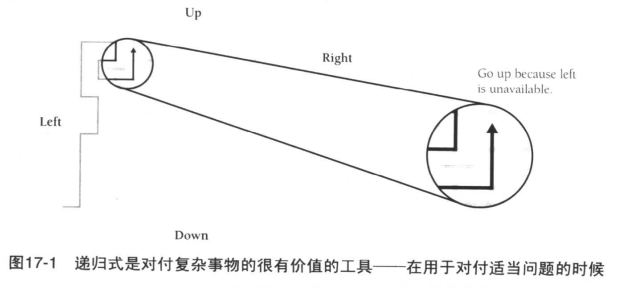 Up
Right
Go up because left
is unavailable.
Left
Down
图17-1 递归式是对付复杂事物的很有价值的工具——在用于对付适当问题的时候